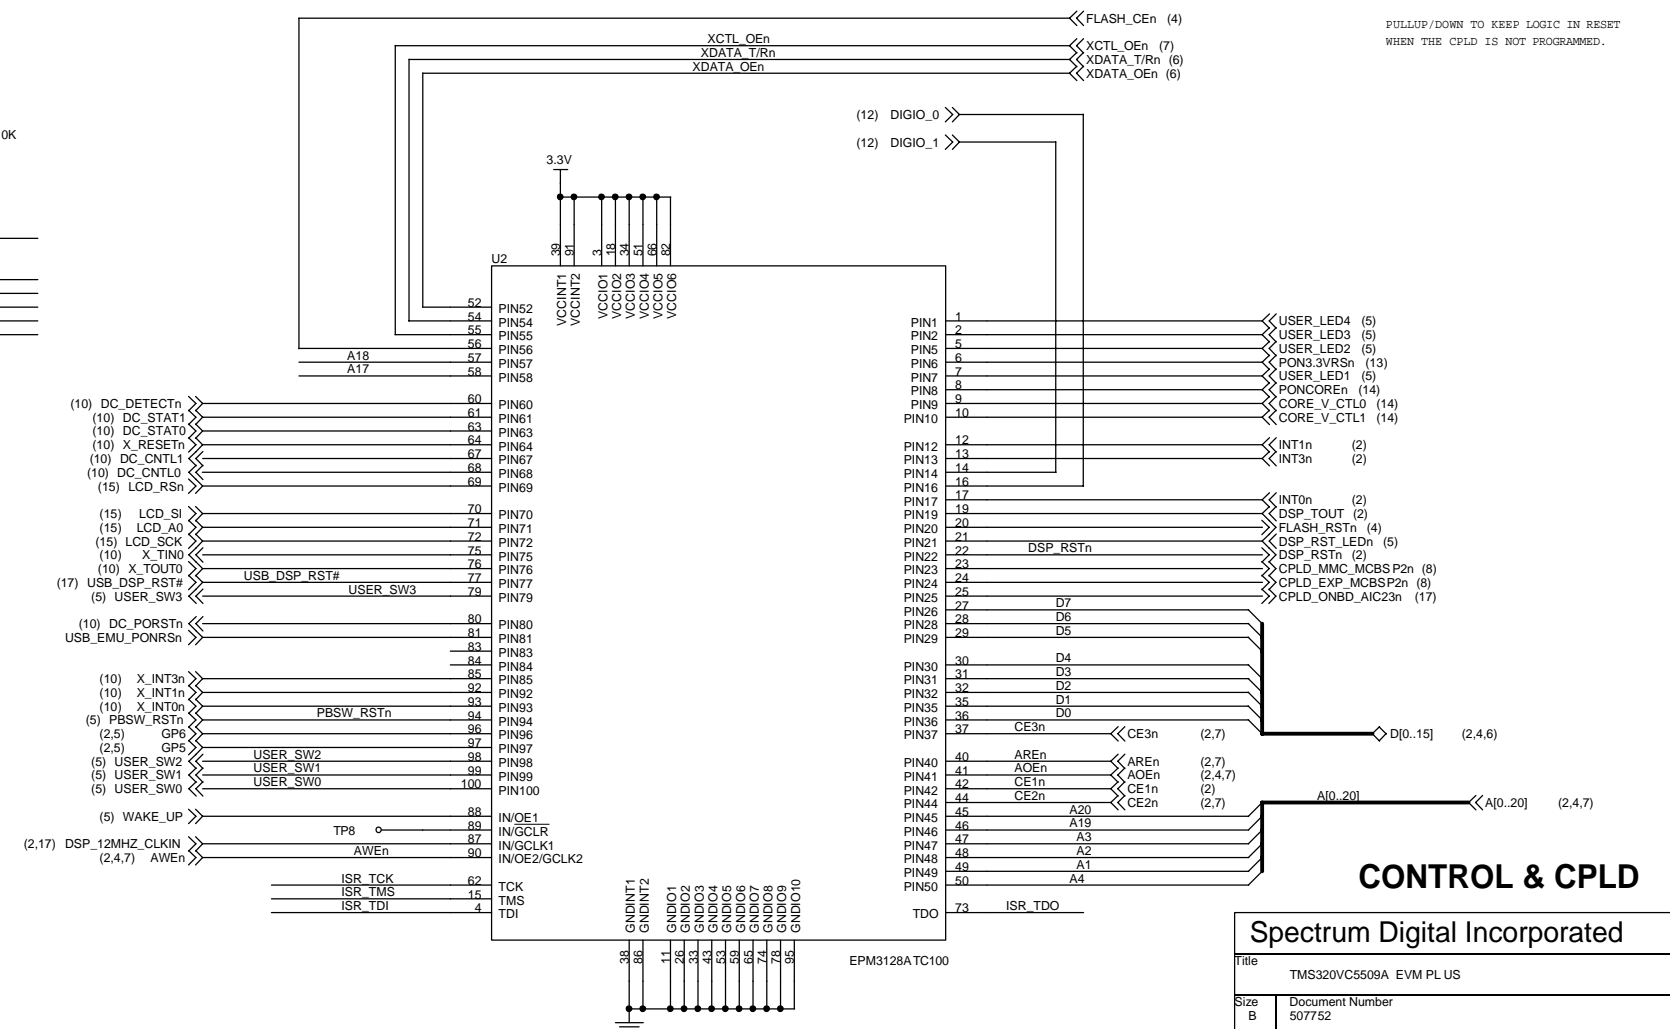 FLASH_CEn (4)
PULLUP/DOWN TO KEEP LOGIC IN RESET
WHEN THE CPLD IS NOT PROGRAMMED.
XCTL_OEn XCTL_OEn (7)
XDATA_T/Rn XDATA_T/Rn (6)
XDATA_OEn XDATA_OEn (6)
(12) DIGIO_0
0K
(12) DIGIO_1
3.3V
39 91 3 18 34 51 66 82
U2
VCCINT1 VCCINT2 VCCIO1 VCCIO2 VCCIO3 VCCIO4 VCCIO5 VCCIO6
52 PIN52
54 PIN54
55 PIN55
56 PIN56
A18 57 PIN57
A17 58 PIN58
(10) DC_DETECTn 60 PIN60
(10) DC_STAT1 61 PIN61
(10) DC_STAT0 63 PIN63
(10) X_RESETn 64 PIN64
(10) DC_CNTL1 67 PIN67
(10) DC_CNTL0 68 PIN68
(15) LCD_RSn 69 PIN69
(15) LCD_SI 70 PIN70
(15) LCD_A0 71 PIN71
(15) LCD_SCK 72 PIN72
(10) X_TIN0 75 PIN75
(10) X_TOUT0 76 PIN76
(17) USB_DSP_RST# USB_DSP_RST# 77 PIN77
(5) USER_SW3 USER_SW3 79 PIN79
(10) DC_PORSTn 80 PIN80
USB_EMU_PONRSn 81 PIN81
83 PIN83
84 PIN84
(10) X_INT3n 85 PIN85
(10) X_INT1n 92 PIN92
(10) X_INT0n 93 PIN93
(5) PBSW_RSTn PBSW_RSTn 94 PIN94
(2,5) GP6 96 PIN96
(2,5) GP5 97 PIN97
(5) USER_SW2 USER_SW2 98 PIN98
(5) USER_SW1 USER_SW1 99 PIN99
(5) USER_SW0 USER_SW0 100 PIN100
(5) WAKE_UP 88 IN/OE1
TP8 89 IN/GCLR
(2,17) DSP_12MHZ_CLKIN 87 IN/GCLK1
(2,4,7) AWEn AWEn 90 IN/OE2/GCLK2
ISR_TCK 62 TCK
ISR_TMS 15 TMS
ISR_TDI 4 TDI
PIN1 1 USER_LED4 (5)
PIN2 2 USER_LED3 (5)
PIN5 5 USER_LED2 (5)
PIN6 6 PON3.3VRSn (13)
PIN7 7 USER_LED1 (5)
PIN8 8 PONCOREn (14)
PIN9 9 CORE_V_CTL0 (14)
PIN10 10 CORE_V_CTL1 (14)
PIN12 12 INT1n (2)
PIN13 13 INT3n (2)
PIN14 14
PIN16 16
PIN17 17 INT0n (2)
PIN19 19 DSP_TOUT (2)
PIN20 20 FLASH_RSTn (4)
PIN21 21 DSP_RST_LEDn (5)
PIN22 22 DSP_RSTn DSP_RSTn (2)
PIN23 23 CPLD_MMC_MCBSP2n (8)
PIN24 24 CPLD_EXP_MCBSP2n (8)
PIN25 25 CPLD_ONBD_AIC23n (17)
PIN26 27 D7
PIN28 28 D6
PIN29 29 D5
PIN30 30 D4
PIN31 31 D3
PIN32 32 D2
PIN35 35 D1
PIN36 36 D0
PIN37 37 CE3n CE3n (2,7) D[0..15] (2,4,6)
PIN40 40 AREn AREn (2,7)
PIN41 41 AOEn AOEn (2,4,7)
PIN42 42 CE1n CE1n (2)
PIN44 44 CE2n CE2n (2,7) A[0..20] A[0..20] (2,4,7)
PIN45 45 A20
PIN46 46 A19
PIN47 47 A3
PIN48 48 A2
PIN49 49 A1
PIN50 50 A4
TDO 73 ISR_TDO
GNDINT1 GNDINT2 GNDIO1 GNDIO2 GNDIO3 GNDIO4 GNDIO5 GNDIO6 GNDIO7 GNDIO8 GNDIO9 GNDIO10
38 86 11 26 33 43 53 59 65 74 78 95
EPM3128ATC100
CONTROL & CPLD
Spectrum Digital Incorporated
Title
TMS320VC5509A EVM PLUS
Size Document Number
B 507752